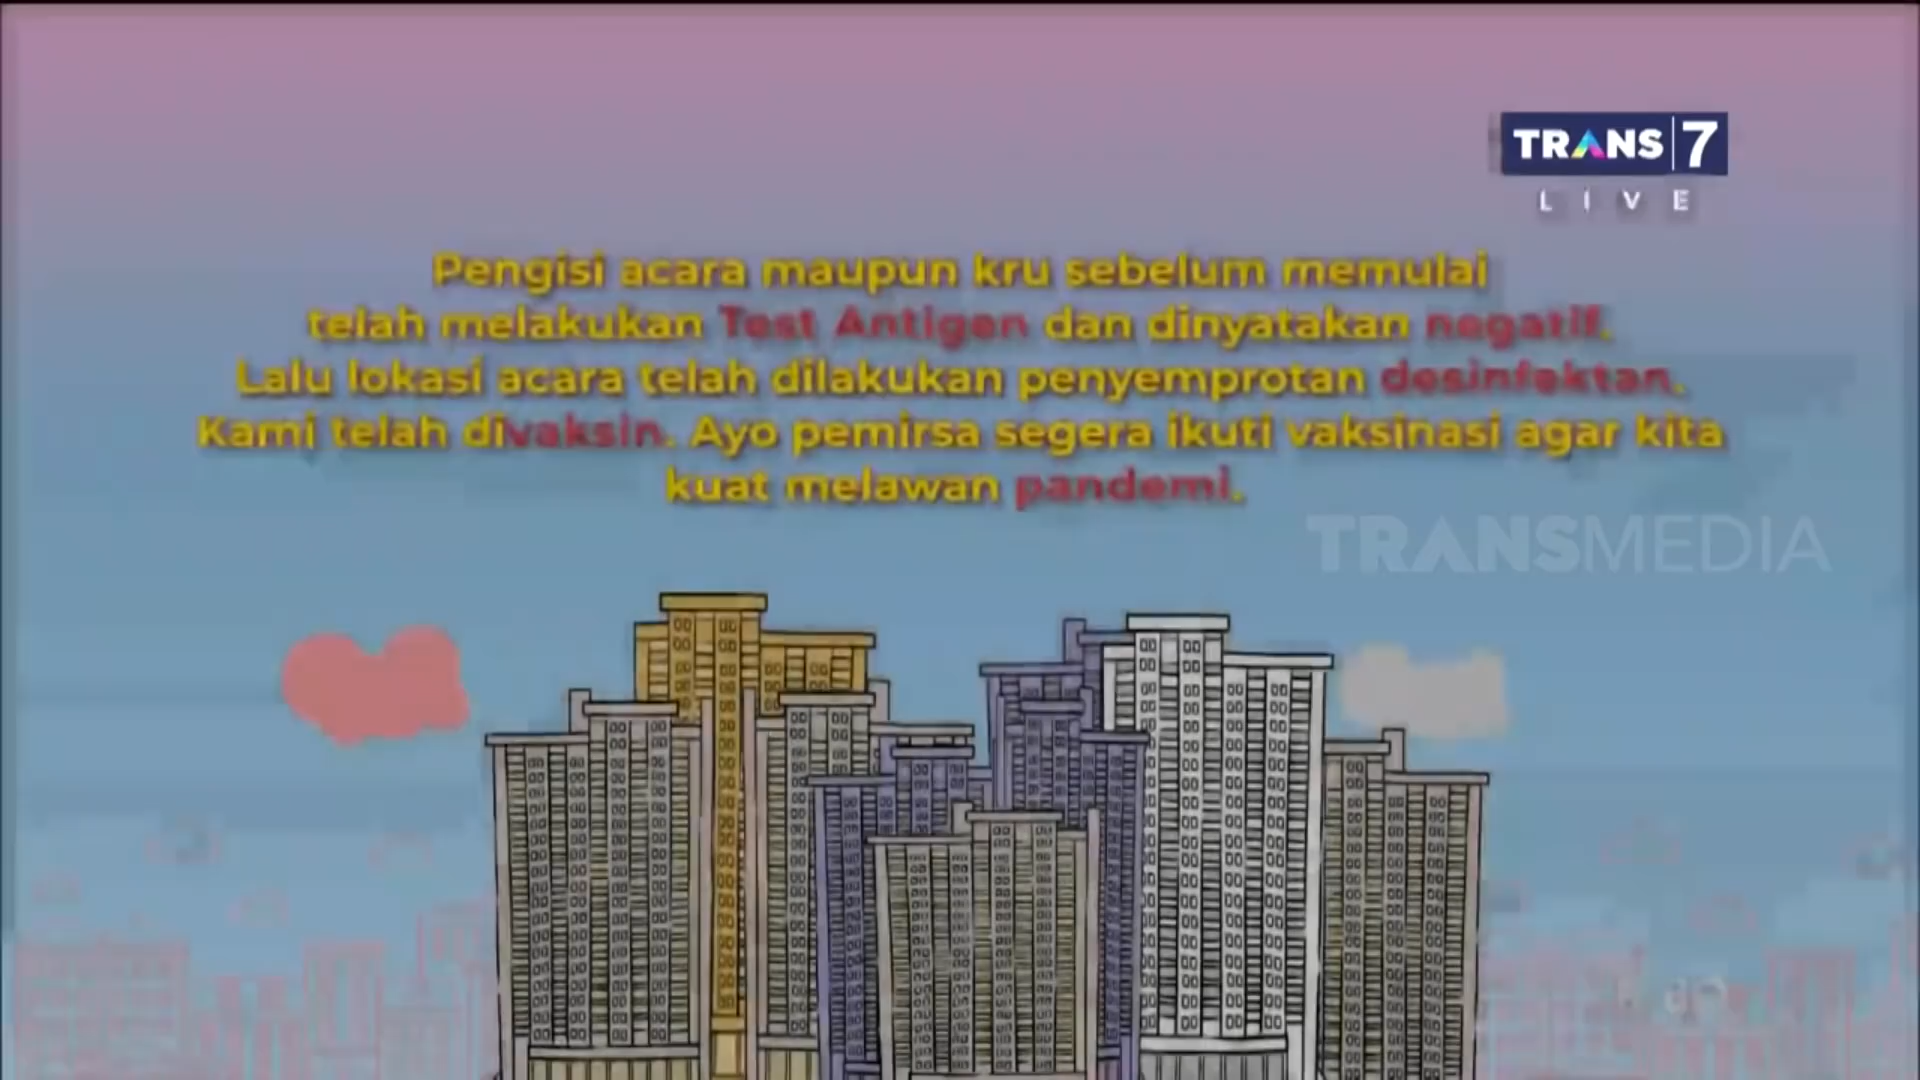 TRANS 7
LIVE
Pengisi acara maupun kru sebelum memulai
telah melakukan Test Antigen dan dinyatakan negatif.
Lalu lokasi acara telah dilakukan penyemprotan desinfektan.
Kami telah divaksin. Ayo pemirsa segera ikuti vaksinasi agar kita
kuat melawan pandemi.
TRANSMEDIA